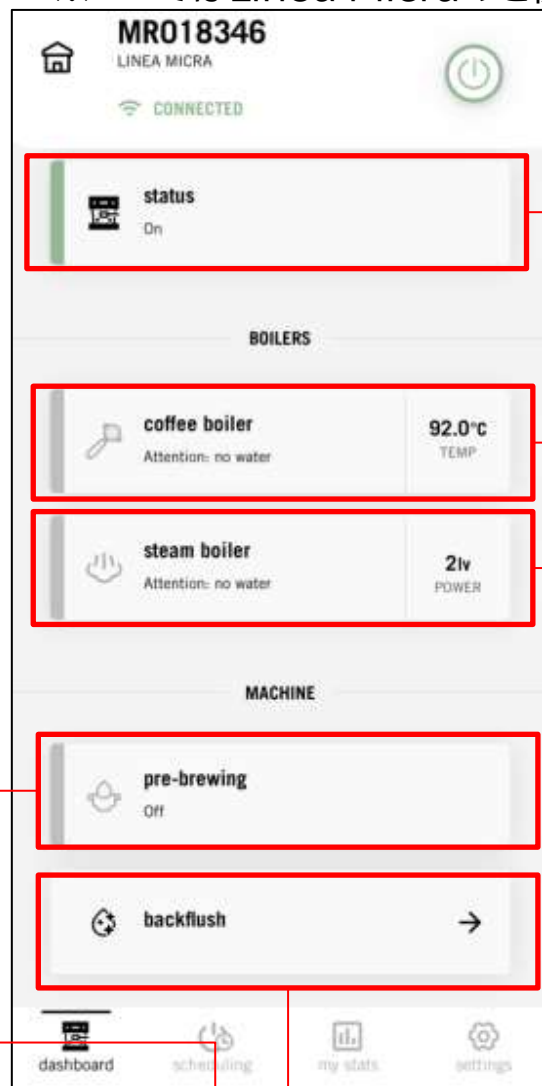 MR018346
LINEA MICRA
CONNECTED
status
On
BOILERS
coffee boiler
Attention: no water
92.0°C
TEMP
steam boiler
Attention: no water
2lv
POWER
MACHINE
pre-brewing
Off
backflush
dashboard
scheduling
my stats
settings